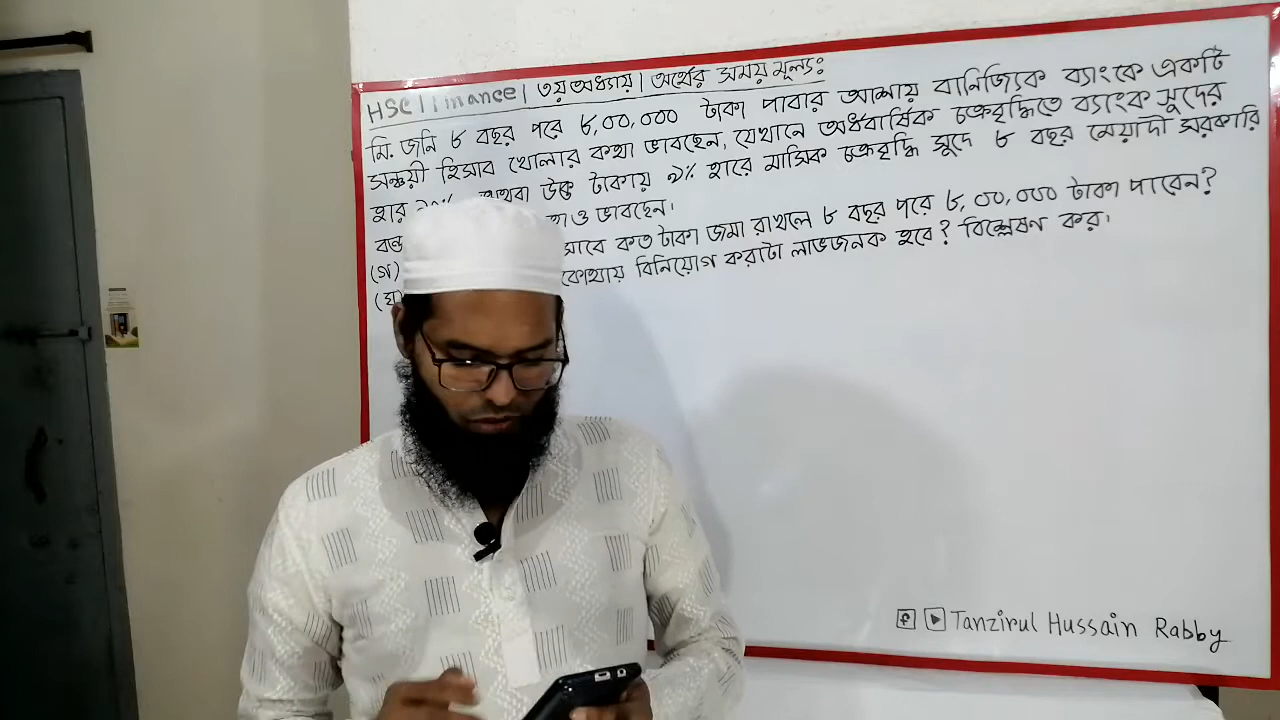 HSC | Finance | ৩য় অধ্যায় | অর্থের সময় মূল্যঃ
মি. জনি ৮ বছর পরে ৮,০০,০০০ টাকা পাবার আশায় বানিজ্যিক ব্যাংকে একটি
সঞ্চয়ী হিসাব খোলার কথা ভাবছেন, যেখানে অর্ধবার্ষিক চক্রবৃদ্ধিতে ব্যাংক সুদের
হার উক্ত টাকায় ৯% হারে মাসিক চক্রবৃদ্ধি সুদে ৮ বছর মেয়াদী সরকারি
ভাবছেন।
(গ) কত টাকা জমা রাখলে ৮ বছর পরে ৮,০০,০০০ টাকা পাবেন?
(ঘ) কোথায় বিনিয়োগ করাটা লাভজনক হবে? বিশ্লেষণ কর।
Tanzirul Hussain Rabby